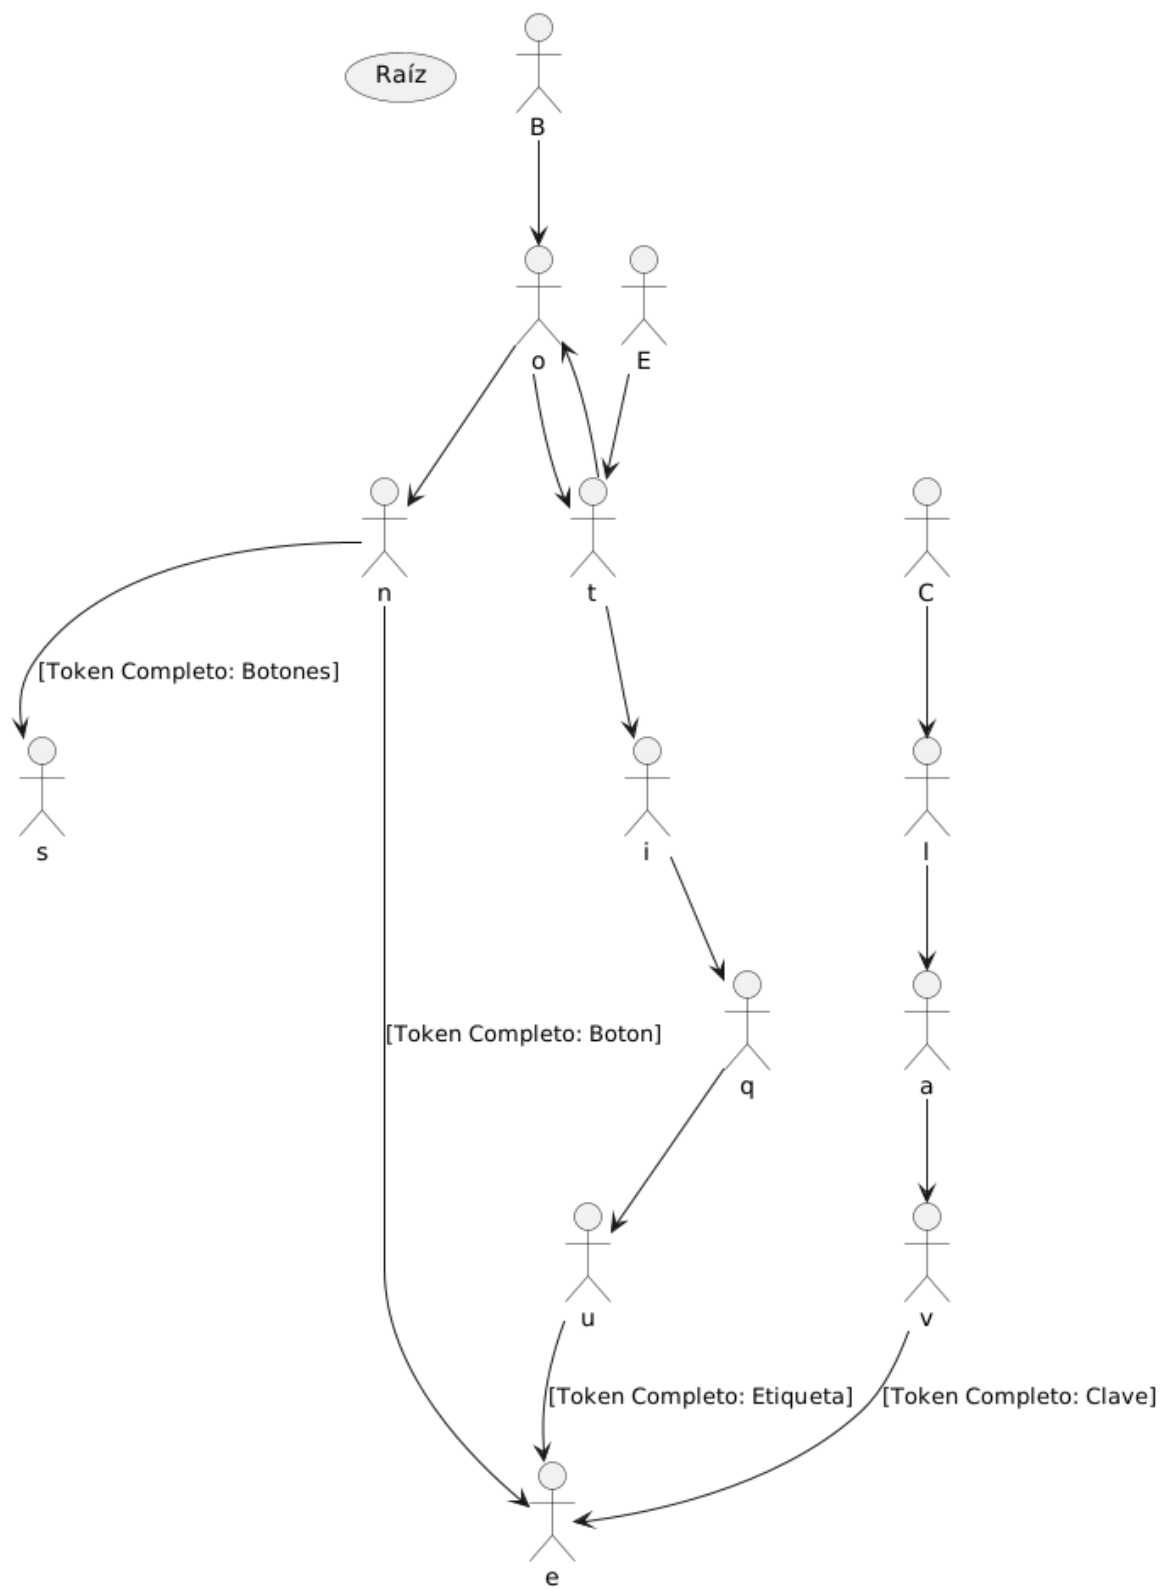 Raíz
B
o
E
n
t
C
[Token Completo: Botones]
s
i
l
[Token Completo: Boton]
q
a
u
v
[Token Completo: Etiqueta]
[Token Completo: Clave]
e